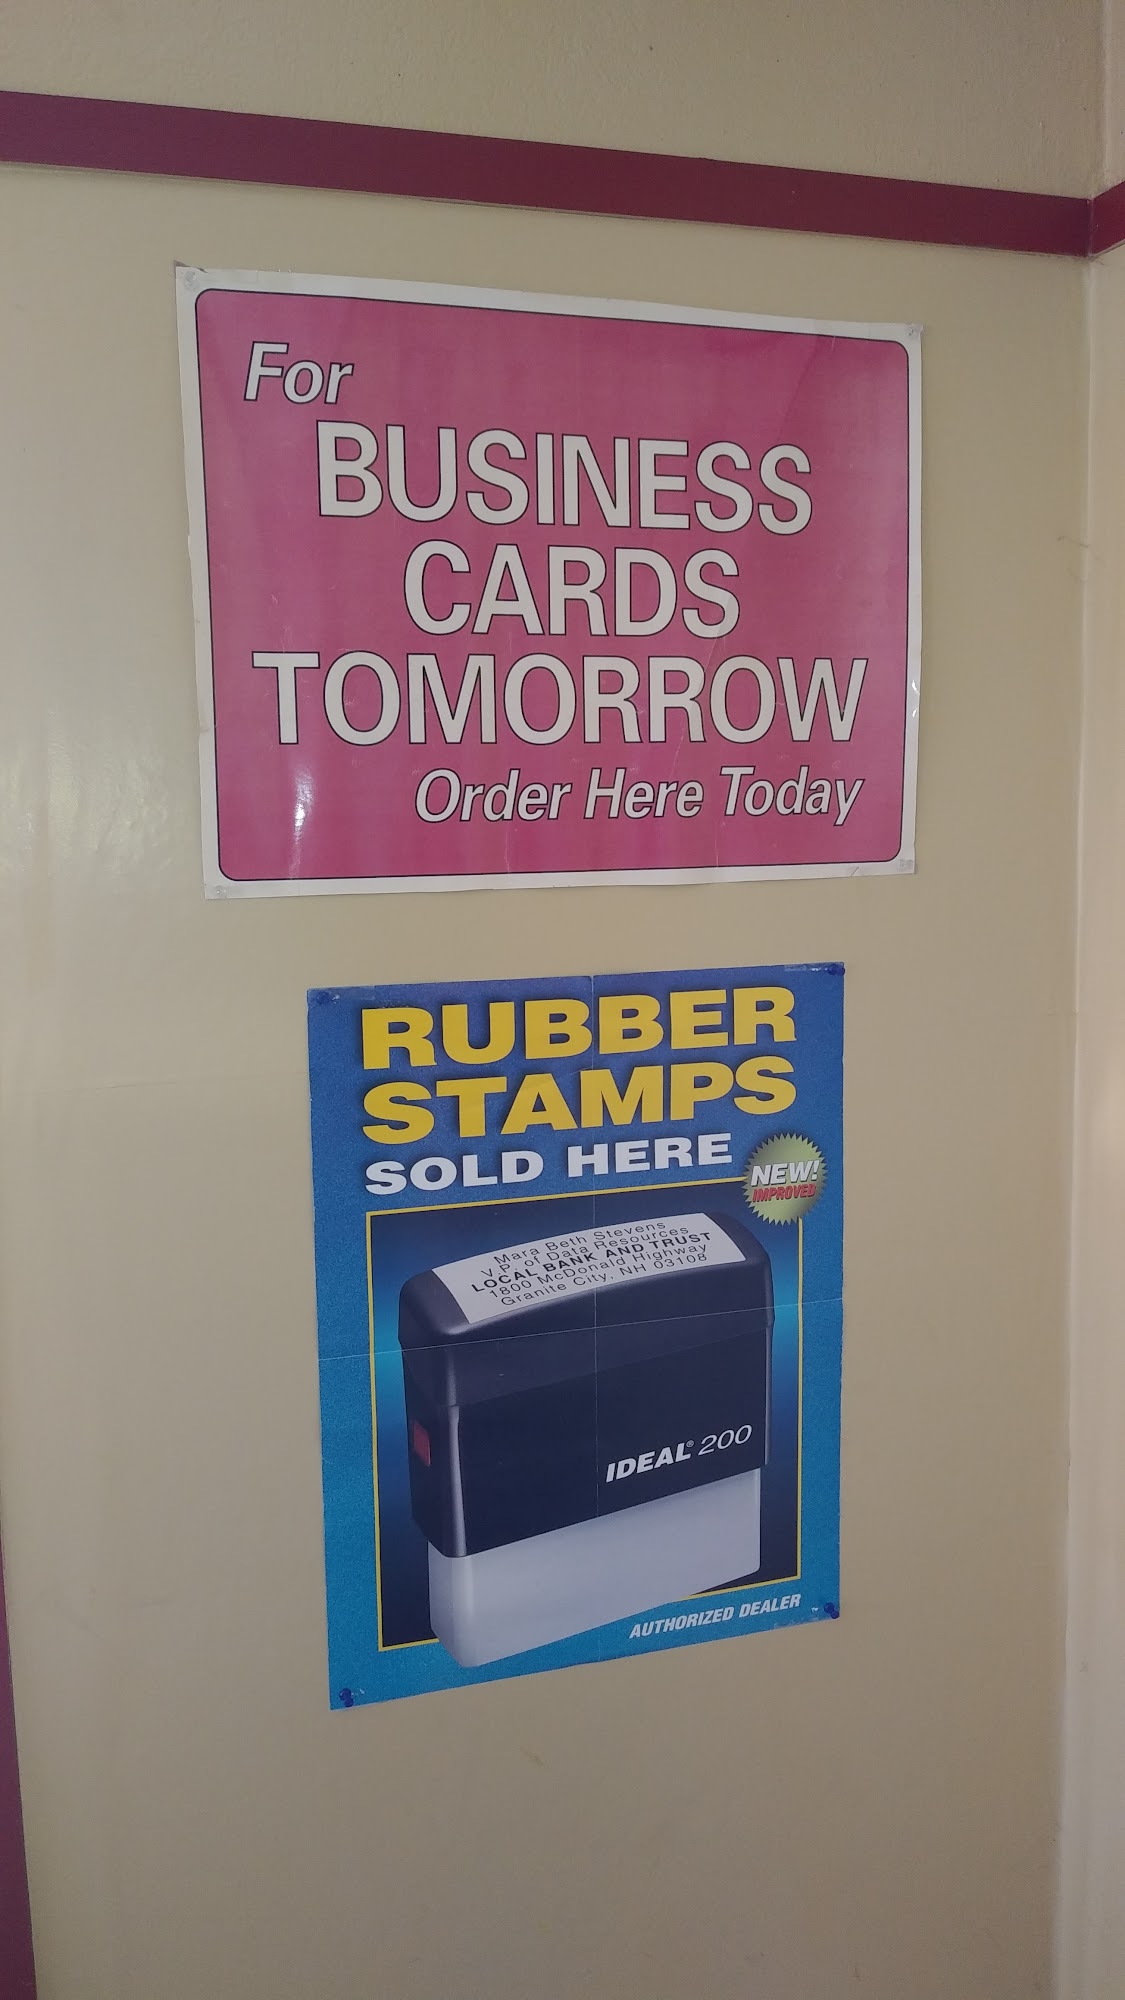 For
BUSINESS
CARDS
TOMORROW
Order Here Today
RUBBER
STAMPS
SOLD HERE
NEW!
IMPROVED
Mara Beth Stevens
V.P. of Data Resources
LOCAL BANK AND TRUST
1800 McDonald Highway
Granite City, NH 03108
IDEAL® 200
AUTHORIZED DEALER